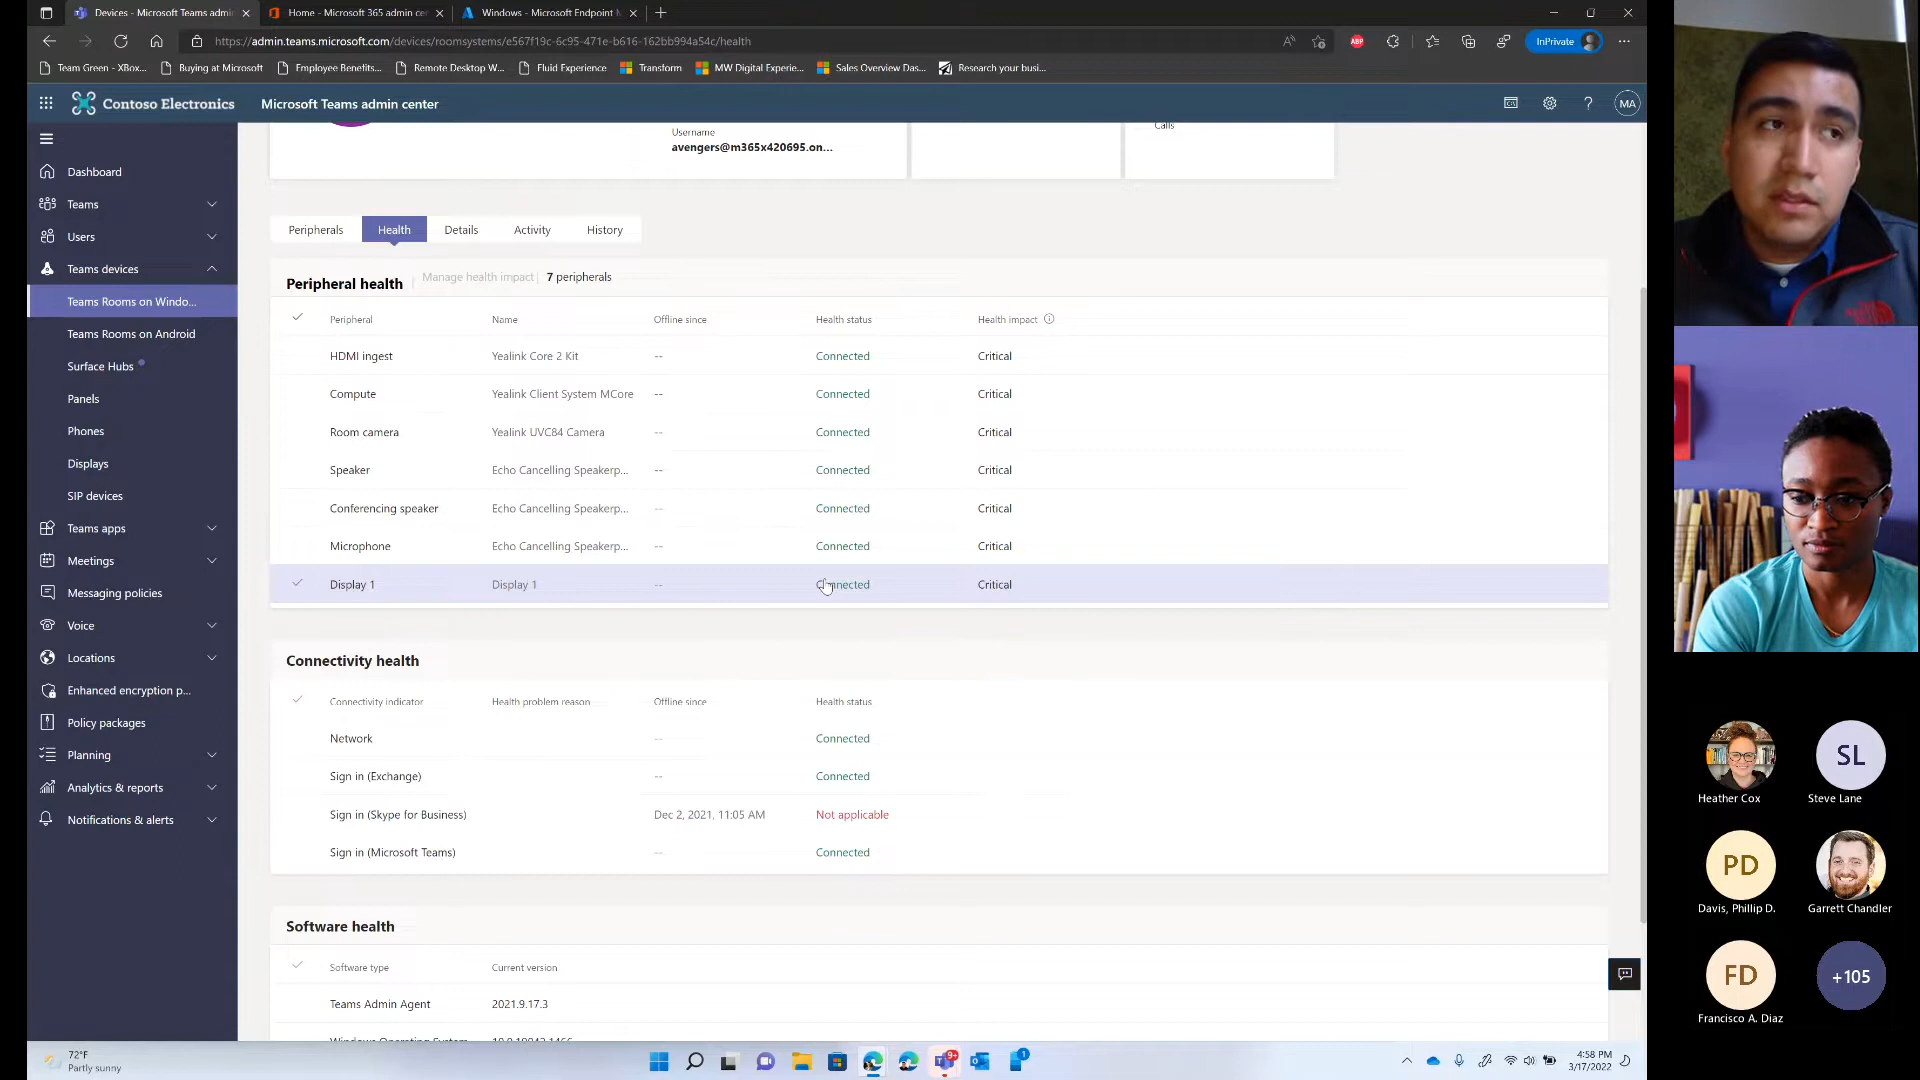 Devices - Microsoft Teams admin
Home - Microsoft 365 admin cer
Windows - Microsoft Endpoint M
https://admin.teams.microsoft.com/devices/roomsystems/e567f19c-6c95-471e-b616-162bb994a54c/health
ABP
InPrivate
Team Green - XBox...
Buying at Microsoft
Employee Benefits...
Remote Desktop W...
Fluid Experience
Transform
MW Digital Experie...
Sales Overview Das...
Research your busi...
Contoso Electronics
Microsoft Teams admin center
?
MA
Dashboard
Teams
Users
Teams devices
Teams Rooms on Windo...
Teams Rooms on Android
Surface Hubs
Panels
Phones
Displays
SIP devices
Teams apps
Meetings
Messaging policies
Voice
Locations
Enhanced encryption p...
Policy packages
Planning
Analytics & reports
Notifications & alerts
Username
avengers@m365x420695.on...
Calls
Peripherals Health Details Activity History
Peripheral health Manage health impact 7 peripherals
Peripheral Name Offline since Health status Health impact
HDMI ingest Yealink Core 2 Kit -- Connected Critical
Compute Yealink Client System MCore -- Connected Critical
Room camera Yealink UVC84 Camera -- Connected Critical
Speaker Echo Cancelling Speakerp... -- Connected Critical
Conferencing speaker Echo Cancelling Speakerp... -- Connected Critical
Microphone Echo Cancelling Speakerp... -- Connected Critical
Display 1 Display 1 -- Connected Critical
Connectivity health
Connectivity indicator Health problem reason Offline since Health status
Network -- Connected
Sign in (Exchange) -- Connected
Sign in (Skype for Business) Dec 2, 2021, 11:05 AM Not applicable
Sign in (Microsoft Teams) -- Connected
Software health
Software type Current version
Teams Admin Agent 2021.9.17.3
72°F
Partly sunny
9+
1
4:58 PM
3/17/2022
Heather Cox
SL
Steve Lane
PD
Davis, Phillip D.
Garrett Chandler
FD
Francisco A. Diaz
+105